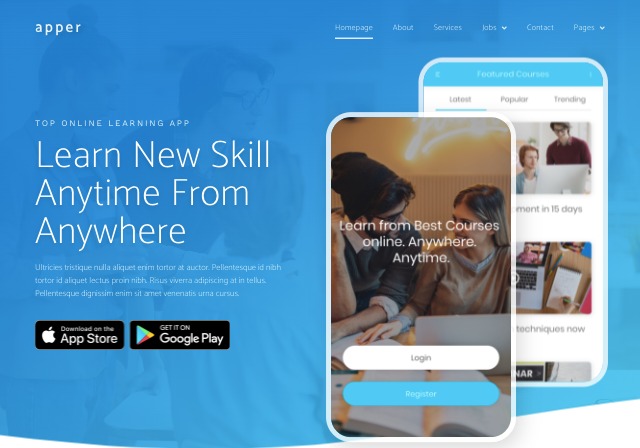 apper
Homepage
About
Services
Jobs
Contact
Pages
TOP ONLINE LEARNING APP
Learn New Skill
Anytime From
Anywhere
Ultricies tristique nulla aliquet enim tortor at auctor. Pellentesque id nibh
tortor id aliquet lectus proin nibh. Risus viverra adipiscing at in tellus.
Pellentesque dignissim enim sit amet venenatis urna cursus.
Download on the
App Store
GET IT ON
Google Play
Learn from Best Courses
online. Anywhere.
Anytime.
Login
Register
Featured Courses
Latest
Popular
Trending
ment in 15 days
techniques now
NAR